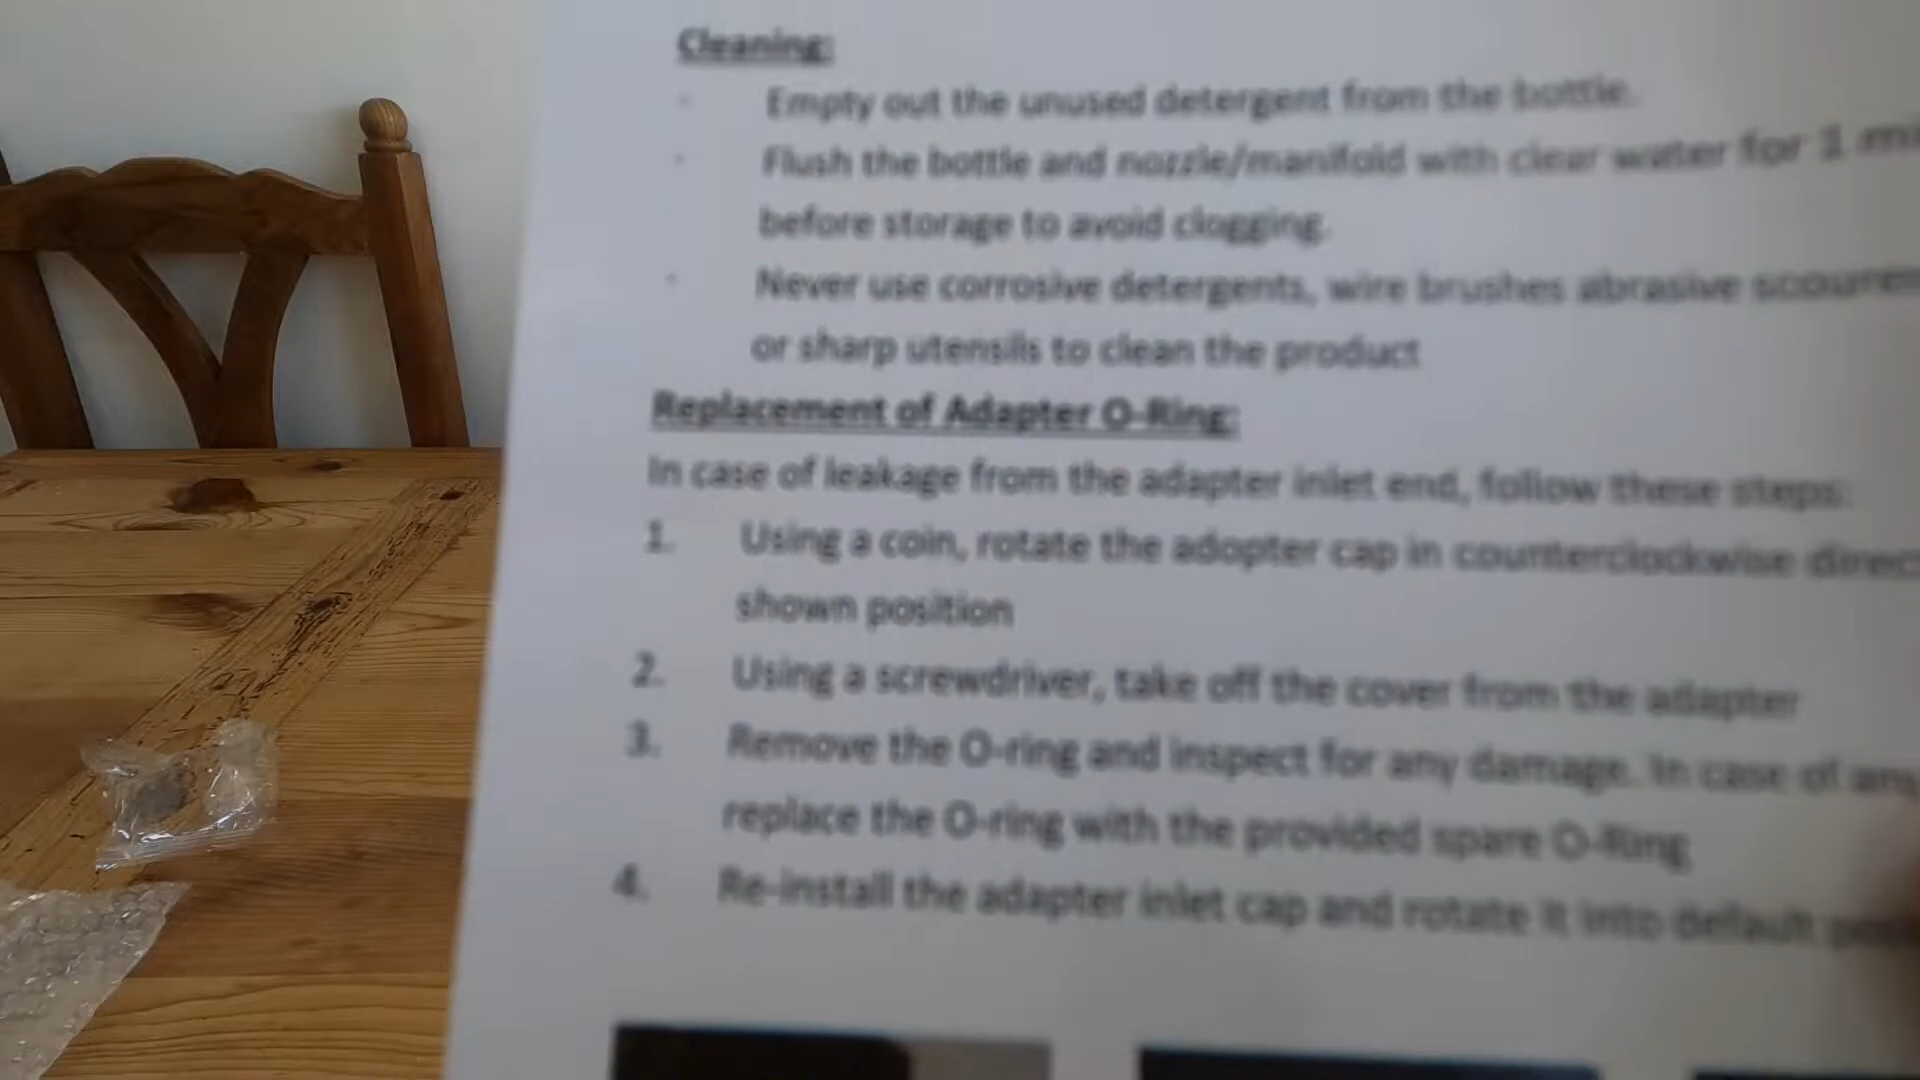 Cleaning:
· Empty out the unused detergent from the bottle.
· Flush the bottle and nozzle/manifold with clear water for 1
before storage to avoid clogging.
· Never use corrosive detergents, wire brushes abrasive
or sharp utensils to clean the product
Replacement of Adapter O-Ring:
In case of leakage from the adapter inlet end, follow these steps:
1. Using a coin, rotate the adopter cap in counterclockwise
shown position
2. Using a screwdriver, take off the cover from the adapter
3. Remove the O-ring and inspect for any damage. In case of any
replace the O-ring with the provided spare O-Ring
4. Re-install the adapter inlet cap and rotate it into default